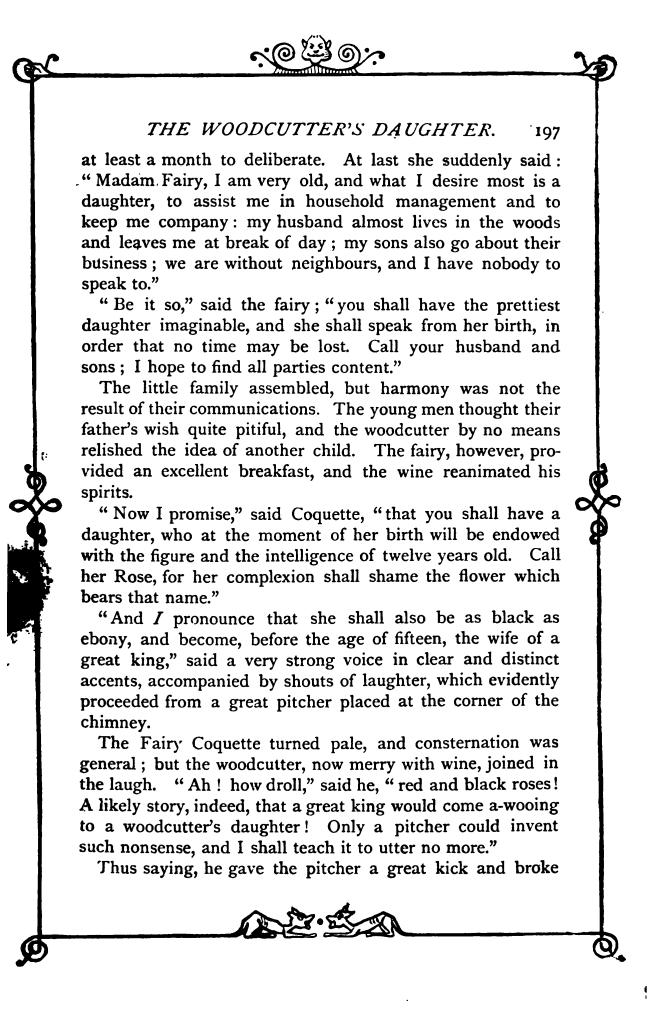 THE WOODCUTTER'S DAUGHTER. 197
at least a month to deliberate. At last she suddenly said :
“ Madam Fairy, I am very old, and what I desire most is a
daughter, to assist me in household management and to
keep me company : my husband almost lives in the woods
and leaves me at break of day ; my sons also go about their
business ; we are without neighbours, and I have nobody to
speak to.”
“ Be it so,” said the fairy ; “ you shall have the prettiest
daughter imaginable, and she shall speak from her birth, in
order that no time may be lost. Call your husband and
sons ; I hope to find all parties content.”
The little family assembled, but harmony was not the
result of their communications. The young men thought their
father's wish quite pitiful, and the woodcutter by no means
relished the idea of another child. The fairy, however, pro-
vided an excellent breakfast, and the wine reanimated his
spirits.
“ Now I promise,” said Coquette, “ that you shall have a
daughter, who at the moment of her birth will be endowed
with the figure and the intelligence of twelve years old. Call
her Rose, for her complexion shall shame the flower which
bears that name.”
“ And I pronounce that she shall also be as black as
ebony, and become, before the age of fifteen, the wife of a
great king,” said a very strong voice in clear and distinct
accents, accompanied by shouts of laughter, which evidently
proceeded from a great pitcher placed at the corner of the
chimney.
The Fairy Coquette turned pale, and consternation was
general ; but the woodcutter, now merry with wine, joined in
the laugh. “ Ah ! how droll,” said he, “ red and black roses !
A likely story, indeed, that a great king would come a-wooing
to a woodcutter's daughter ! Only a pitcher could invent
such nonsense, and I shall teach it to utter no more.”
Thus saying, he gave the pitcher a great kick and broke